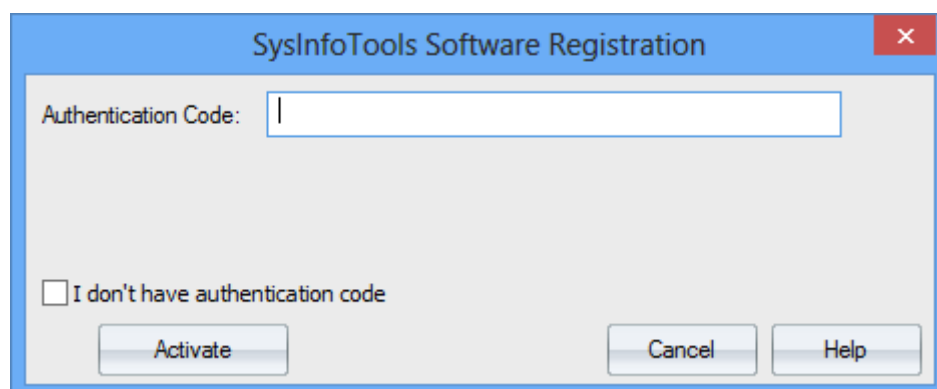 SysInfoTools Software Registration
Authentication Code:
I don't have authentication code
Activate Cancel Help